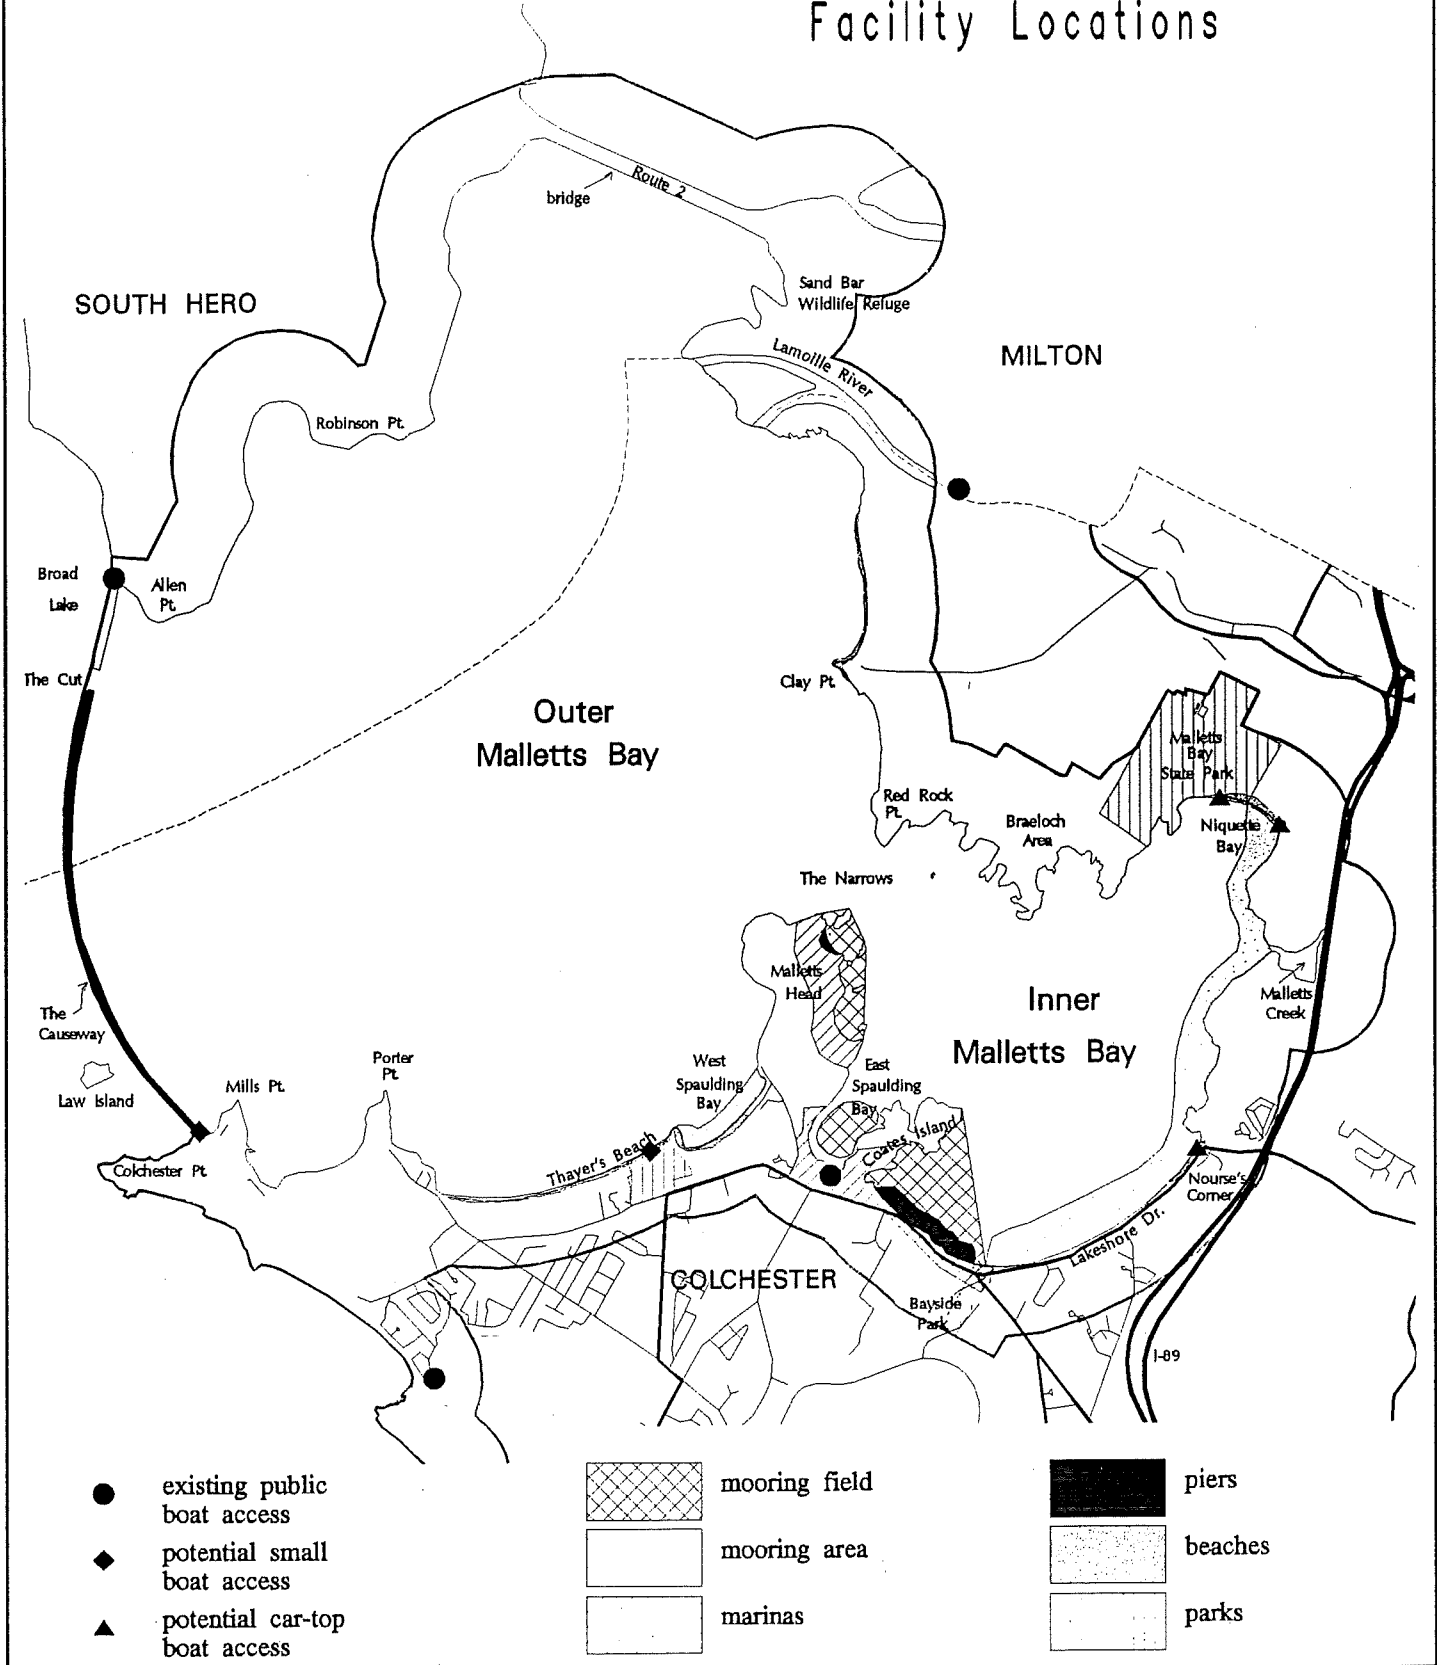 Facility Locations
Route 2
bridge
SOUTH HERO
Sand Bar
Wildlife Refuge
MILTON
Lamoille River
Robinson Pt.
Broad
Lake
Allen
Pt.
The Cut
Clay Pt.
Outer
Malletts Bay
Malletts
Bay
State Park
Red Rock
Pt.
Braeloch
Area
Niquette
Bay
The Narrows
Malletts
Head
Inner
Malletts Bay
Malletts
Creek
The
Causeway
Law Island
Mills Pt.
Porter
Pt.
West
Spaulding
Bay
East
Spaulding
Bay
Colchester Pt.
Thayer's Beach
Coates Island
Nourse's
Corner
Lakeshore Dr.
COLCHESTER
Bayside
Park
I-89
existing public
boat access
potential small
boat access
potential car-top
boat access
mooring field
mooring area
marinas
piers
beaches
parks